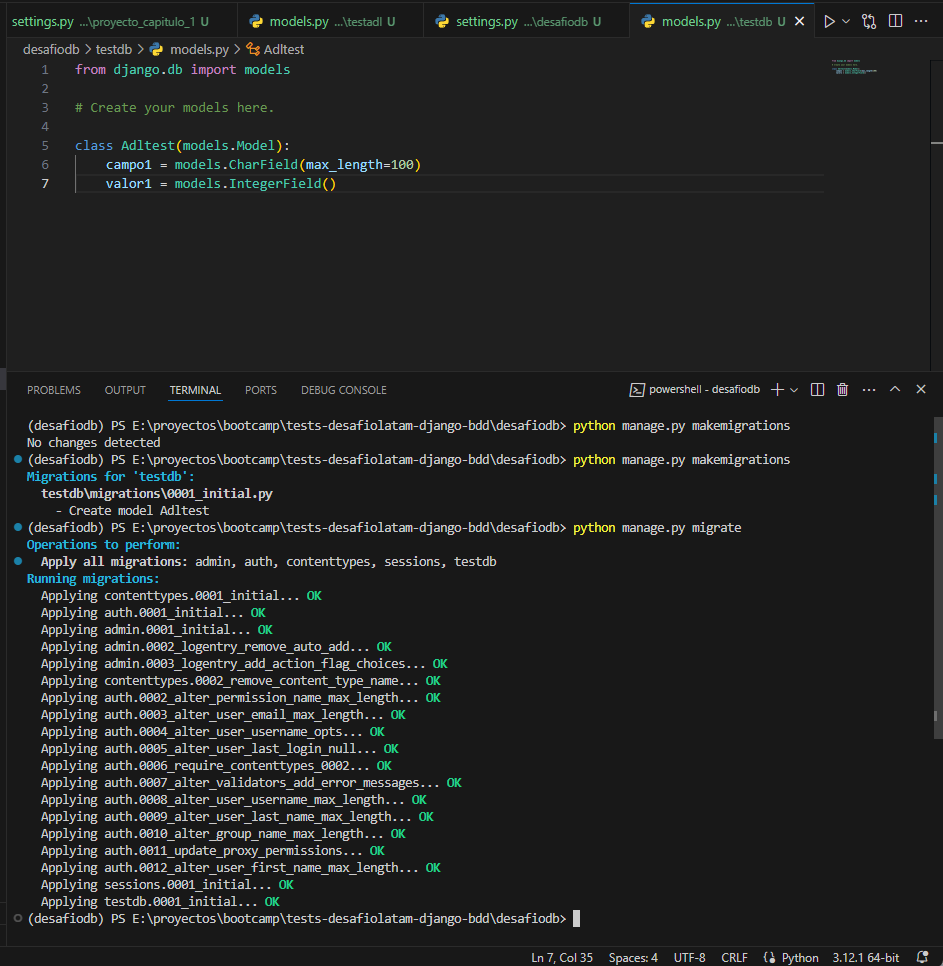 settings.py ...\proyecto_capitulo_1 U models.py ...\testadl U settings.py ...\desafiodb U models.py ...\testdb U
desafiodb > testdb > models.py > Adltest
1 from django.db import models
2
3 # Create your models here.
4
5 class Adltest(models.Model):
6 campo1 = models.CharField(max_length=100)
7 valor1 = models.IntegerField()
PROBLEMS OUTPUT TERMINAL PORTS DEBUG CONSOLE powershell - desafiodb
(desafiodb) PS E:\proyectos\bootcamp\tests-desafiolatam-django-bdd\desafiodb> python manage.py makemigrations
No changes detected
(desafiodb) PS E:\proyectos\bootcamp\tests-desafiolatam-django-bdd\desafiodb> python manage.py makemigrations
Migrations for 'testdb':
testdb\migrations\0001_initial.py
- Create model Adltest
(desafiodb) PS E:\proyectos\bootcamp\tests-desafiolatam-django-bdd\desafiodb> python manage.py migrate
Operations to perform:
Apply all migrations: admin, auth, contenttypes, sessions, testdb
Running migrations:
Applying contenttypes.0001_initial... OK
Applying auth.0001_initial... OK
Applying admin.0001_initial... OK
Applying admin.0002_logentry_remove_auto_add... OK
Applying admin.0003_logentry_add_action_flag_choices... OK
Applying contenttypes.0002_remove_content_type_name... OK
Applying auth.0002_alter_permission_name_max_length... OK
Applying auth.0003_alter_user_email_max_length... OK
Applying auth.0004_alter_user_username_opts... OK
Applying auth.0005_alter_user_last_login_null... OK
Applying auth.0006_require_contenttypes_0002... OK
Applying auth.0007_alter_validators_add_error_messages... OK
Applying auth.0008_alter_user_username_max_length... OK
Applying auth.0009_alter_user_last_name_max_length... OK
Applying auth.0010_alter_group_name_max_length... OK
Applying auth.0011_update_proxy_permissions... OK
Applying auth.0012_alter_user_first_name_max_length... OK
Applying sessions.0001_initial... OK
Applying testdb.0001_initial... OK
(desafiodb) PS E:\proyectos\bootcamp\tests-desafiolatam-django-bdd\desafiodb>
Ln 7, Col 35 Spaces: 4 UTF-8 CRLF Python 3.12.1 64-bit